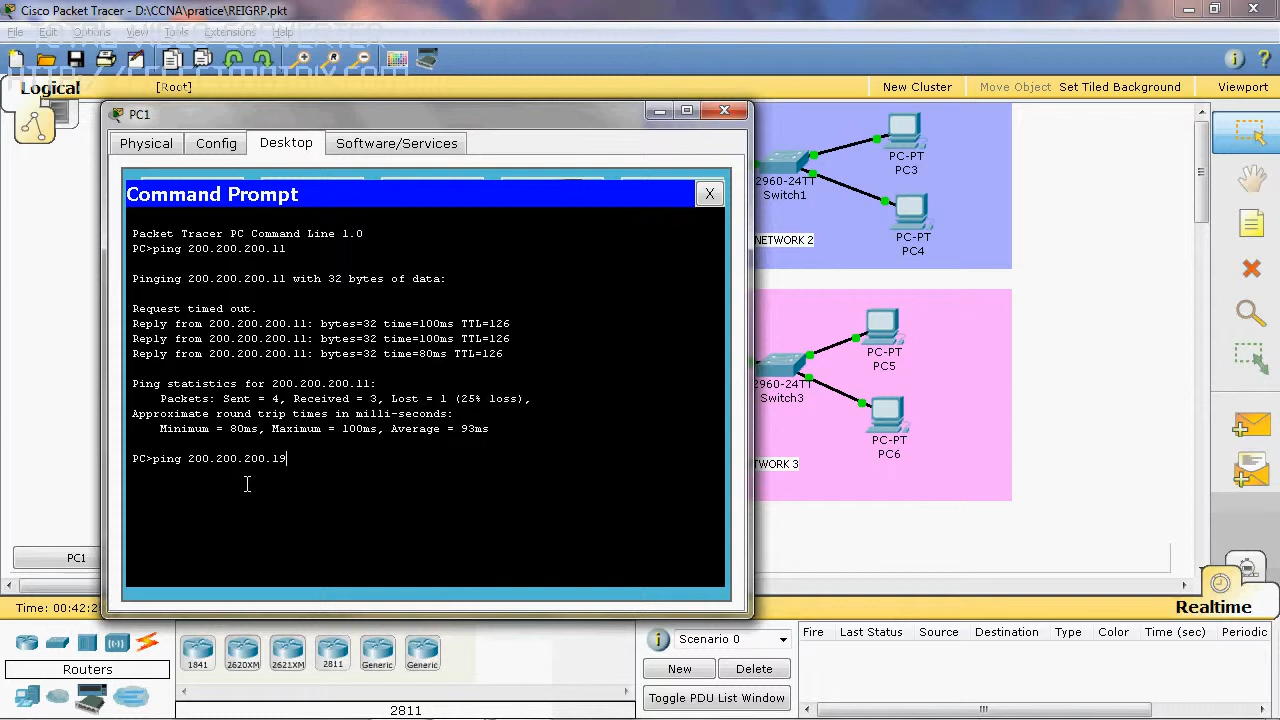 Cisco Packet Tracer - D:\CCNA\pratice\REIGRP.pkt
File Edit Options View Tools Extensions Help
Logical [Root] New Cluster Move Object Set Tiled Background Viewport
PC1
Physical Config Desktop Software/Services
Command Prompt X
Packet Tracer PC Command Line 1.0
PC>ping 200.200.200.11
Pinging 200.200.200.11 with 32 bytes of data:
Request timed out.
Reply from 200.200.200.11: bytes=32 time=100ms TTL=126
Reply from 200.200.200.11: bytes=32 time=100ms TTL=126
Reply from 200.200.200.11: bytes=32 time=80ms TTL=126
Ping statistics for 200.200.200.11:
Packets: Sent = 4, Received = 3, Lost = 1 (25% loss),
Approximate round trip times in milli-seconds:
Minimum = 80ms, Maximum = 100ms, Average = 93ms
PC>ping 200.200.200.19
PC-PT
PC3
2960-24TT
Switch1
PC-PT
PC4
NETWORK 2
PC-PT
PC5
2960-24TT
Switch3
PC-PT
PC6
TWORK 3
PC1
Time: 00:42:2
Realtime
Routers
1841 2620XM 2621XM 2811 Generic Generic
2811
Scenario 0
New Delete
Toggle PDU List Window
Fire Last Status Source Destination Type Color Time (sec) Periodic